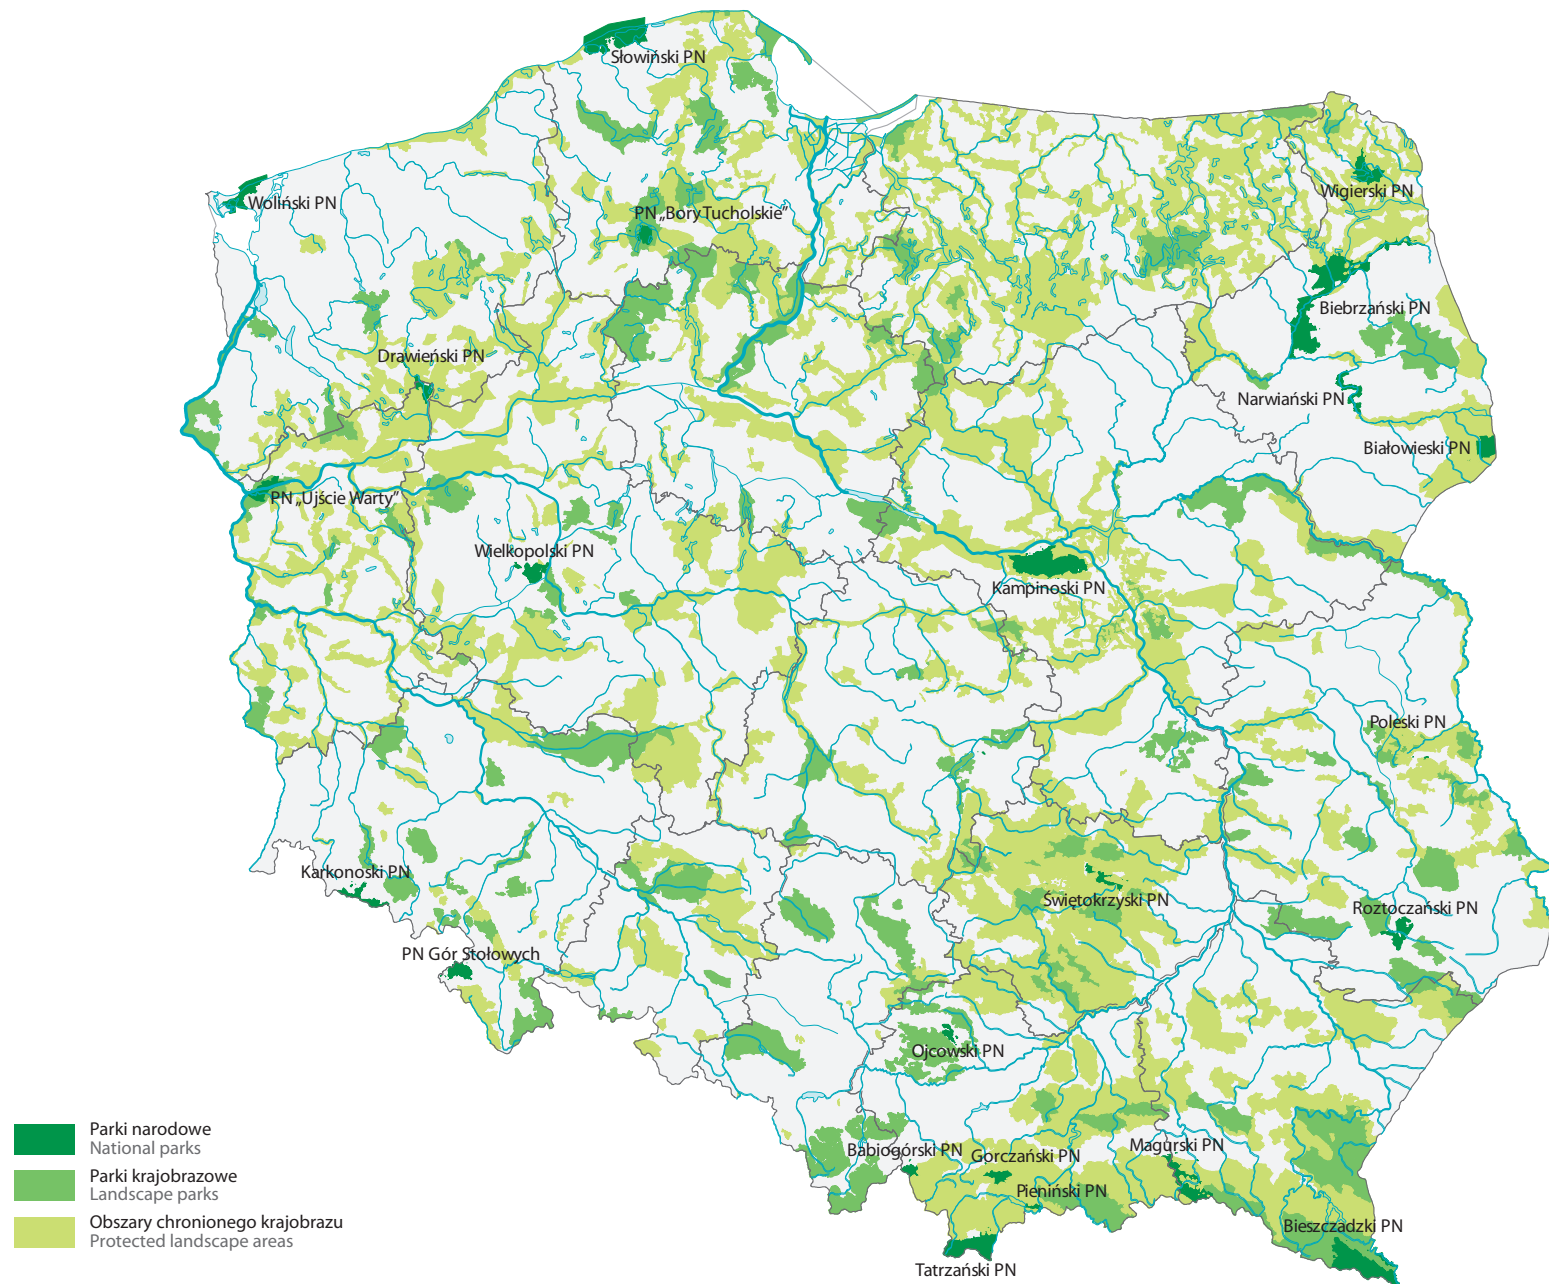 Słowiński PN
Wigierski PN
Woliński PN
PN „Bory Tucholskie”
Biebrzański PN
Drawieński PN
Narwiański PN
Białowieski PN
PN „Ujście Warty”
Wielkopolski PN
Kampinoski PN
Poleski PN
Karkonoski PN
Świętokrzyski PN
Roztoczański PN
PN Gór Stołowych
Ojcowski PN
Babiogórski PN
Gorczański PN
Magurski PN
Pieniński PN
Bieszczadzki PN
Tatrzański PN
Parki narodowe
National parks
Parki krajobrazowe
Landscape parks
Obszary chronionego krajobrazu
Protected landscape areas